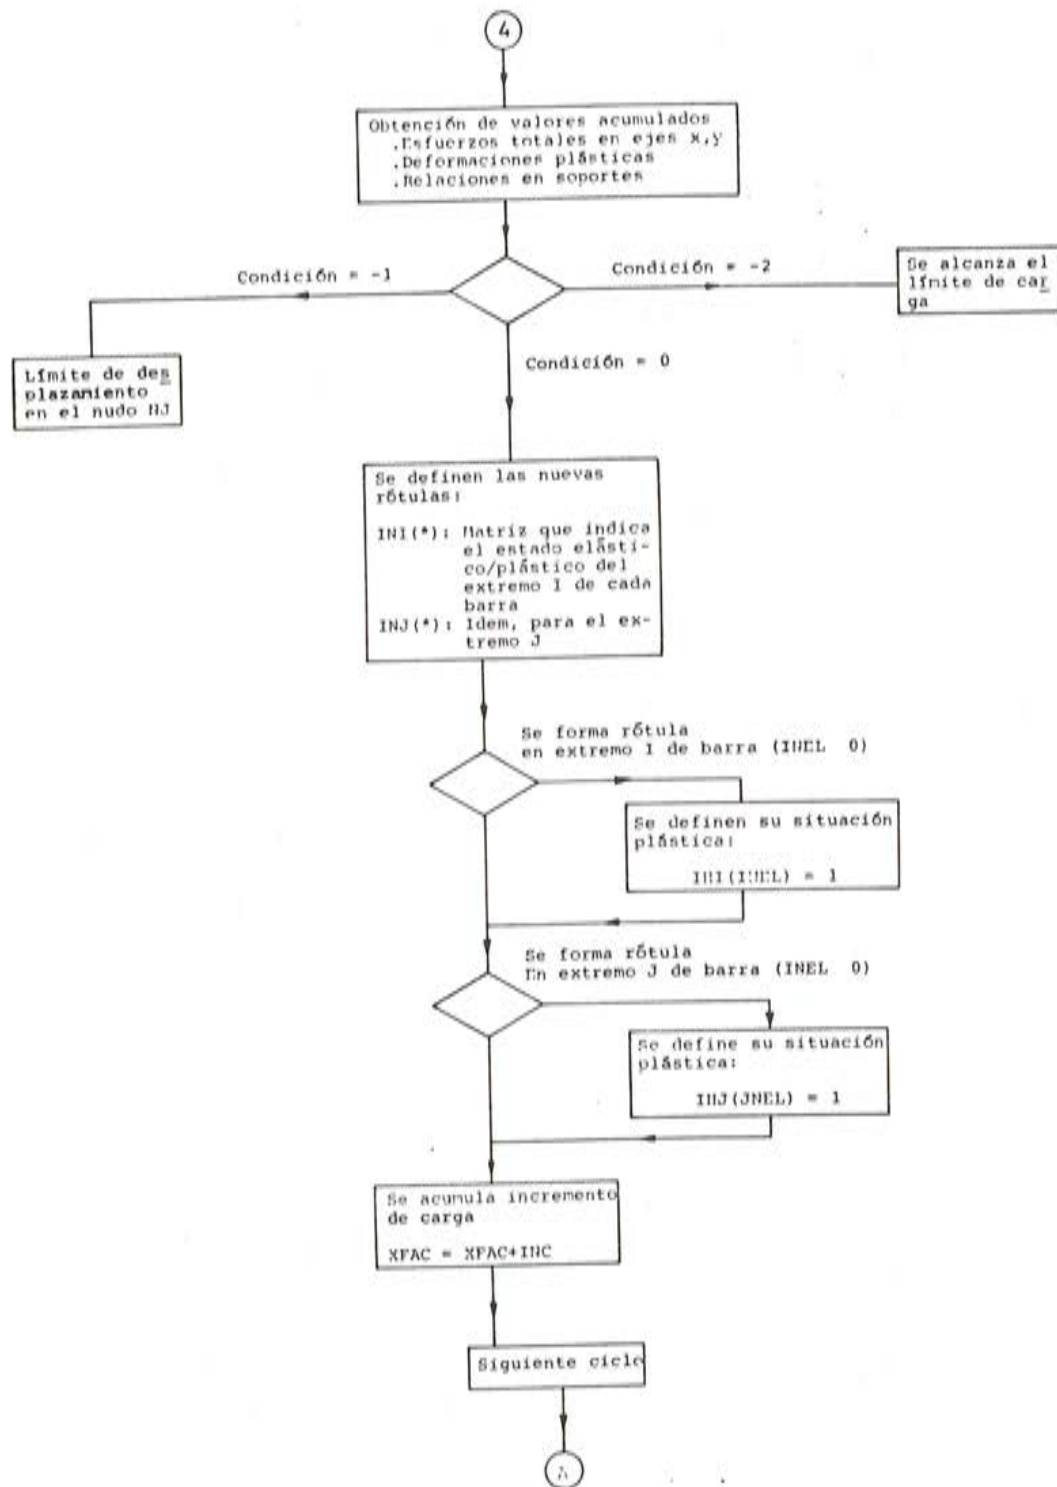 4
Obtención de valores acumulados
.Esfuerzos totales en ejes x,y
.Deformaciones plásticas
.Relaciones en soportes
Condición = -1
Condición = -2
Se alcanza el
límite de car
ga
Límite de des
plazamiento
en el nudo NJ
Condición = 0
Se definen las nuevas
rótulas:
INI(*): Matriz que indica
el estado elásti-
co/plástico del
extremo I de cada
barra
INJ(*): Idem, para el ex-
tremo J
Se forma rótula
en extremo I de barra (INEL 0)
Se definen su situación
plástica:
INI(INEL) = 1
Se forma rótula
En extremo J de barra (INEL 0)
Se define su situación
plástica:
INJ(JNEL) = 1
Se acumula incremento
de carga
XFAC = XFAC+INC
Siguiente ciclo
A